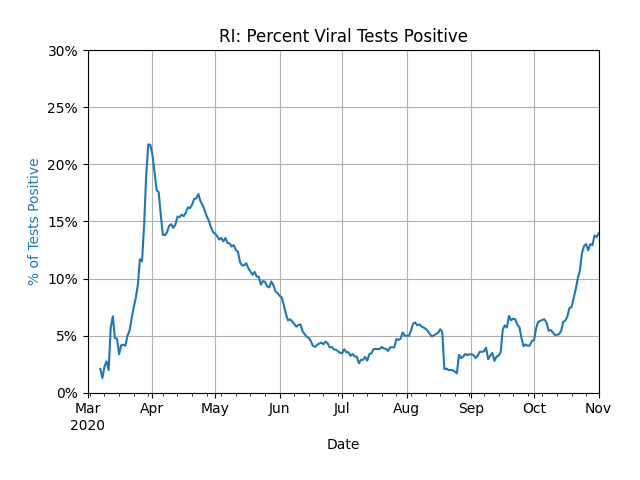 RI: Percent Viral Tests Positive
30%
25%
20%
15%
10%
5%
0%
% of Tests Positive
Mar Apr May Jun Jul Aug Sep Oct Nov
2020
Date